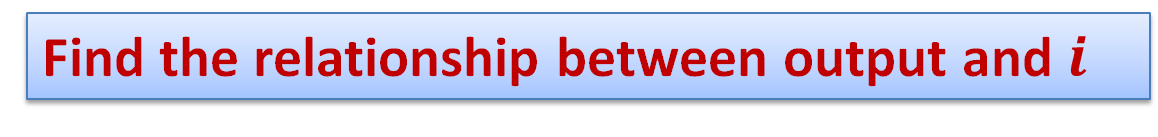 Find the relationship between output and i